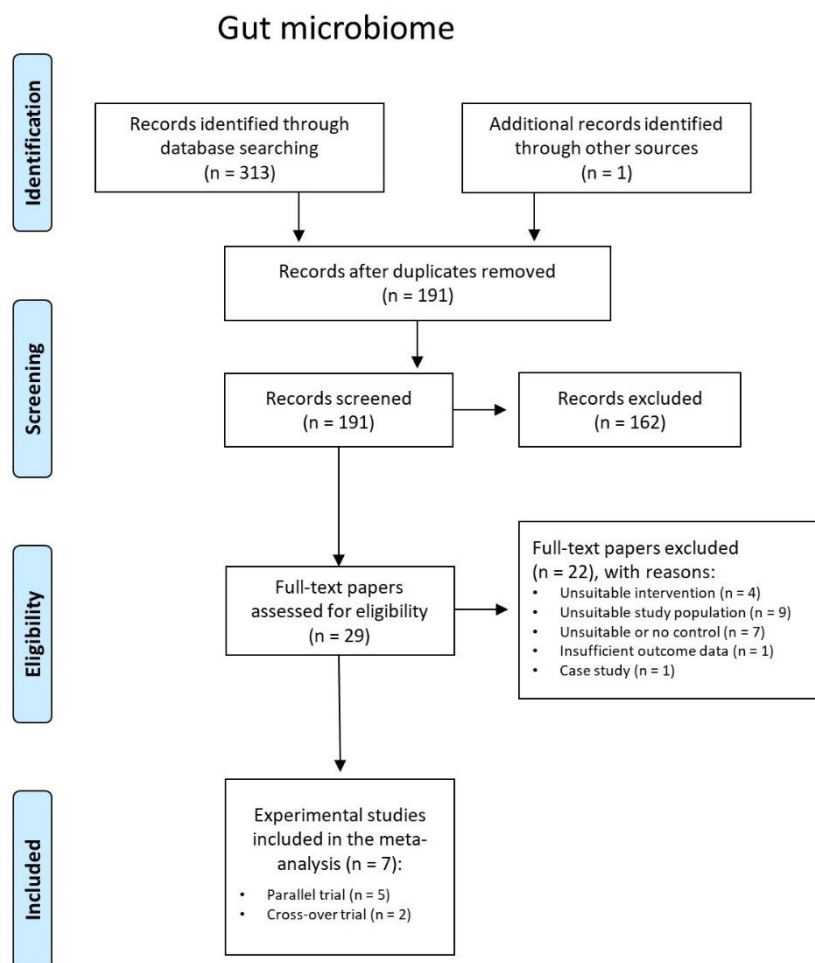 Gut microbiome
Identification
Records identified through
database searching
(n = 313)
Additional records identified
through other sources
(n = 1)
Records after duplicates removed
(n = 191)
Screening
Records screened
(n = 191)
Records excluded
(n = 162)
Eligibility
Full-text papers
assessed for eligibility
(n = 29)
Full-text papers excluded
(n = 22), with reasons:
• Unsuitable intervention (n = 4)
• Unsuitable study population (n = 9)
• Unsuitable or no control (n = 7)
• Insufficient outcome data (n = 1)
• Case study (n = 1)
Included
Experimental studies
included in the meta-
analysis (n = 7):
• Parallel trial (n = 5)
• Cross-over trial (n = 2)